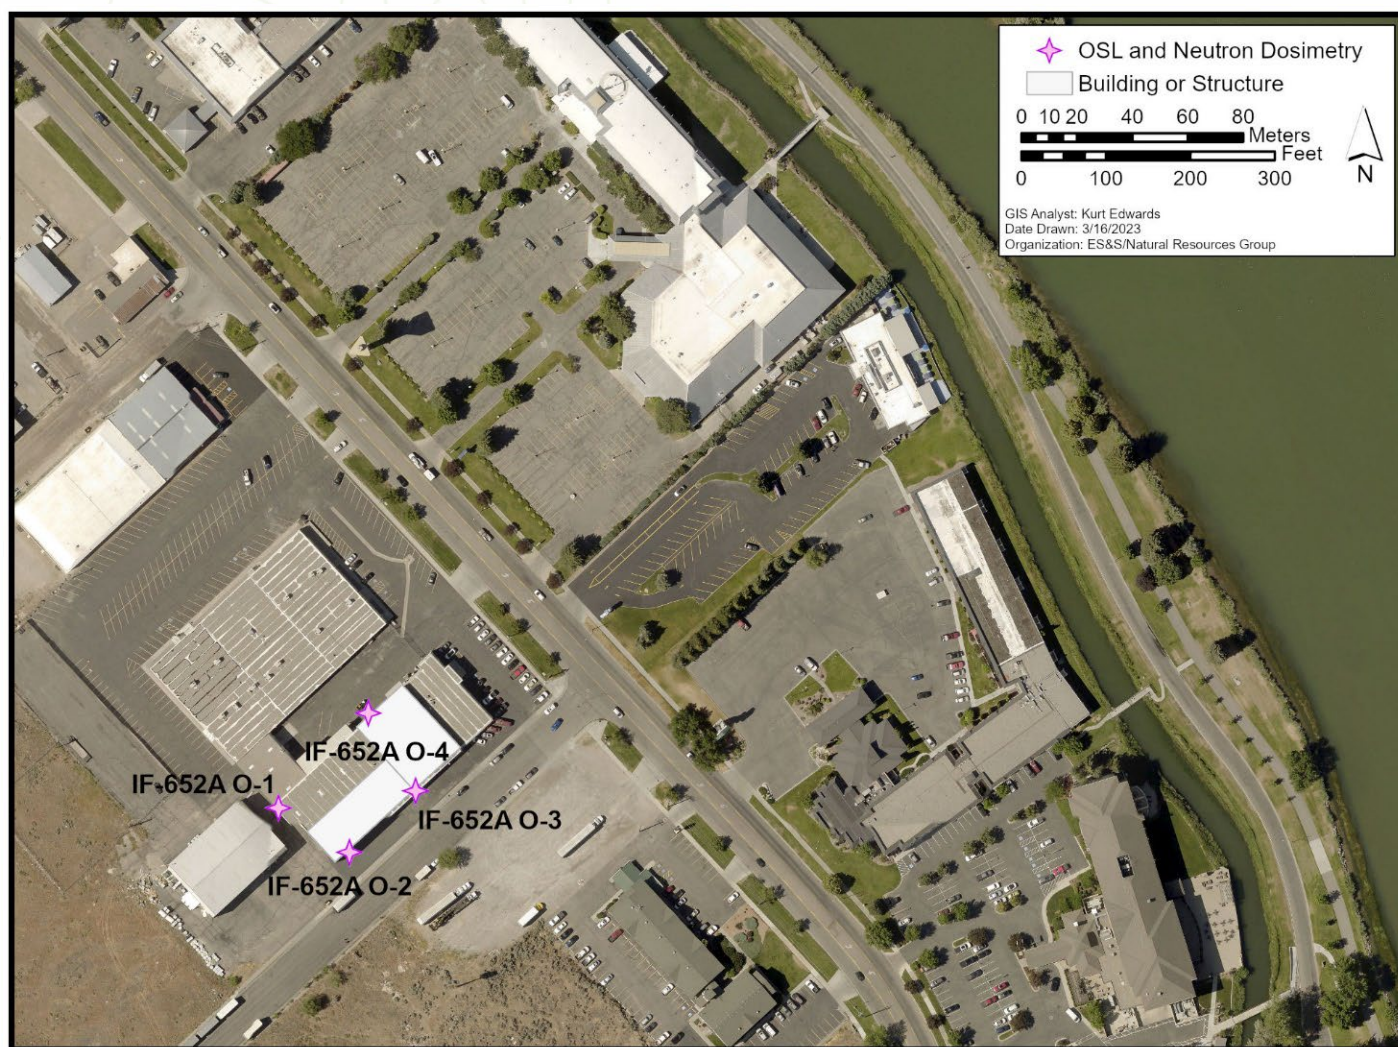 OSL and Neutron Dosimetry
Building or Structure
0 10 20 40 60 80
Meters
Feet
0 100 200 300
N
GIS Analyst: Kurt Edwards
Date Drawn: 3/16/2023
Organization: ES&S/Natural Resources Group
IF-652A O-4
IF-652A O-1
IF-652A O-3
IF-652A O-2